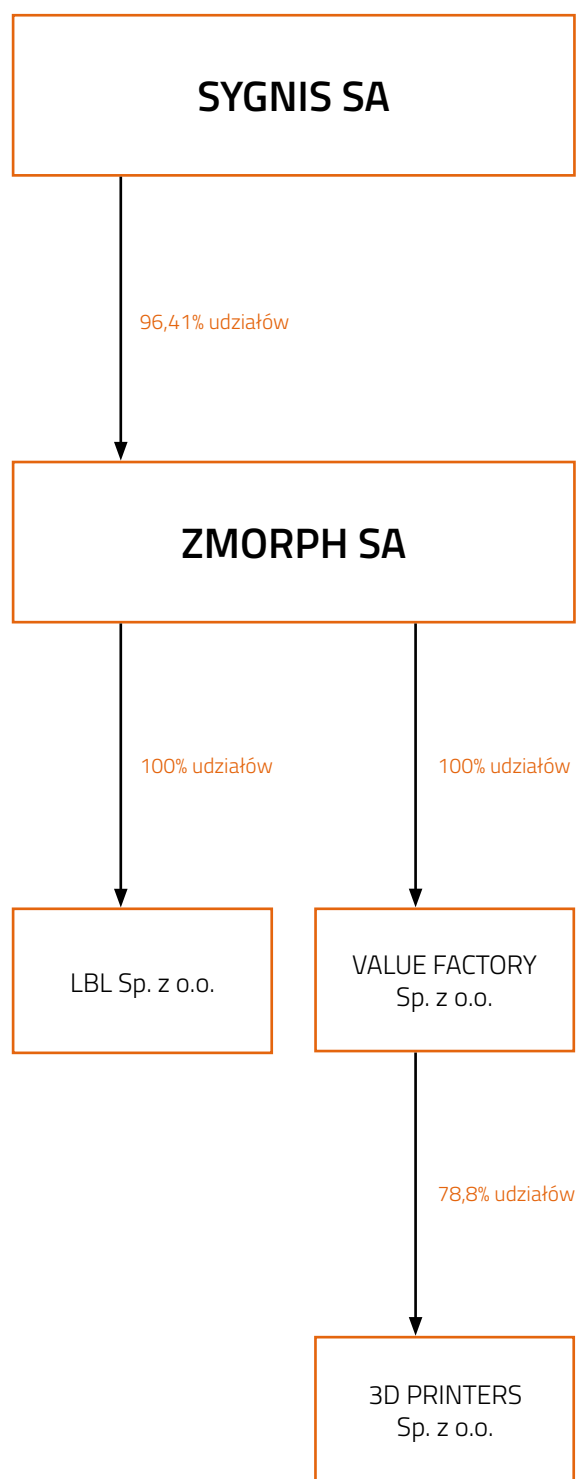 SYGNIS SA
96,41% udziałów
ZMORPH SA
100% udziałów
100% udziałów
LBL Sp. z o.o.
VALUE FACTORY
Sp. z o.o.
78,8% udziałów
3D PRINTERS
Sp. z o.o.